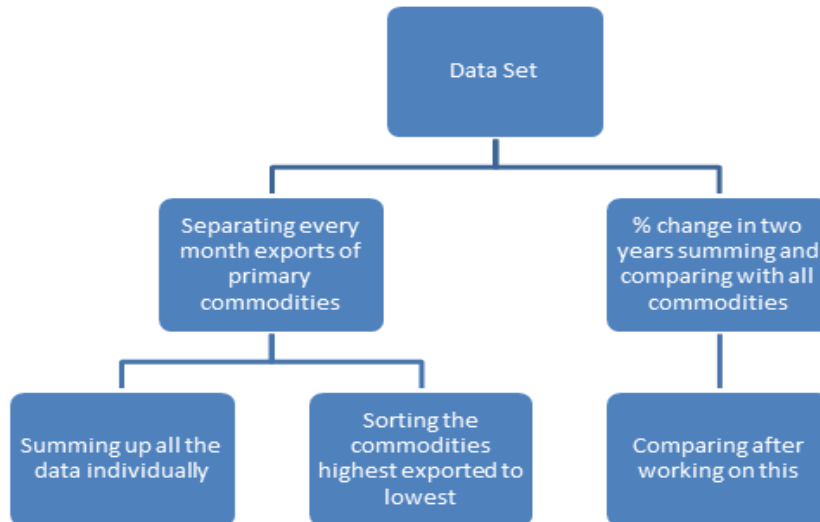 Data Set
Separating every
month exports of
primary
commodities
% change in two
years summing and
comparing with all
commodities
Summing up all the
data individually
Sorting the
commodities
highest exported to
lowest
Comparing after
working on this